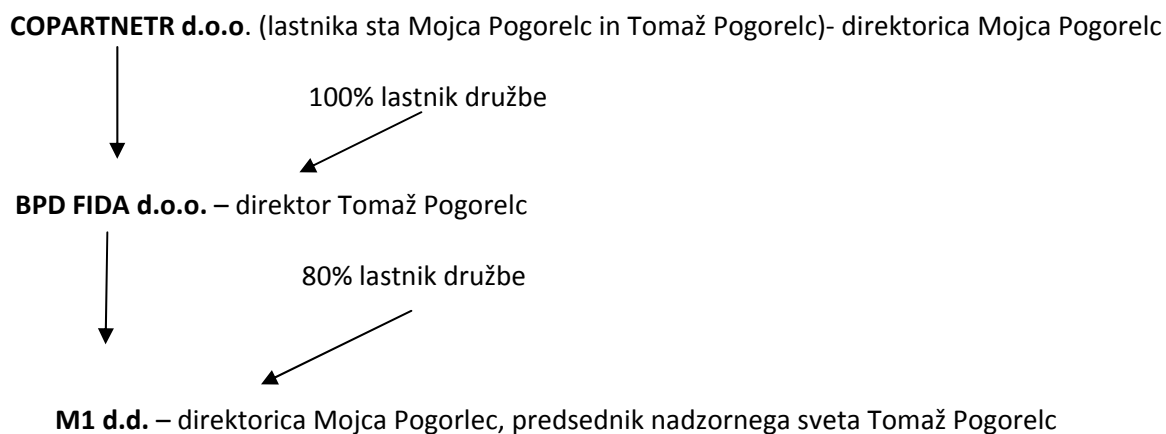 COPARTNETR d.o.o. (lastnika sta Mojca Pogorelc in Tomaž Pogorelc)- direktorica Mojca Pogorelc
100% lastnik družbe
BPD FIDA d.o.o. – direktor Tomaž Pogorelc
80% lastnik družbe
M1 d.d. – direktorica Mojca Pogorlec, predsednik nadzornega sveta Tomaž Pogorelc